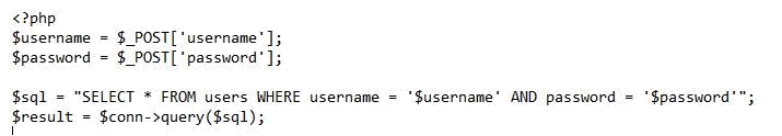 <?php
$username = $_POST['username'];
$password = $_POST['password'];

$sql = "SELECT * FROM users WHERE username = '$username' AND password = '$password'";
$result = $conn->query($sql);